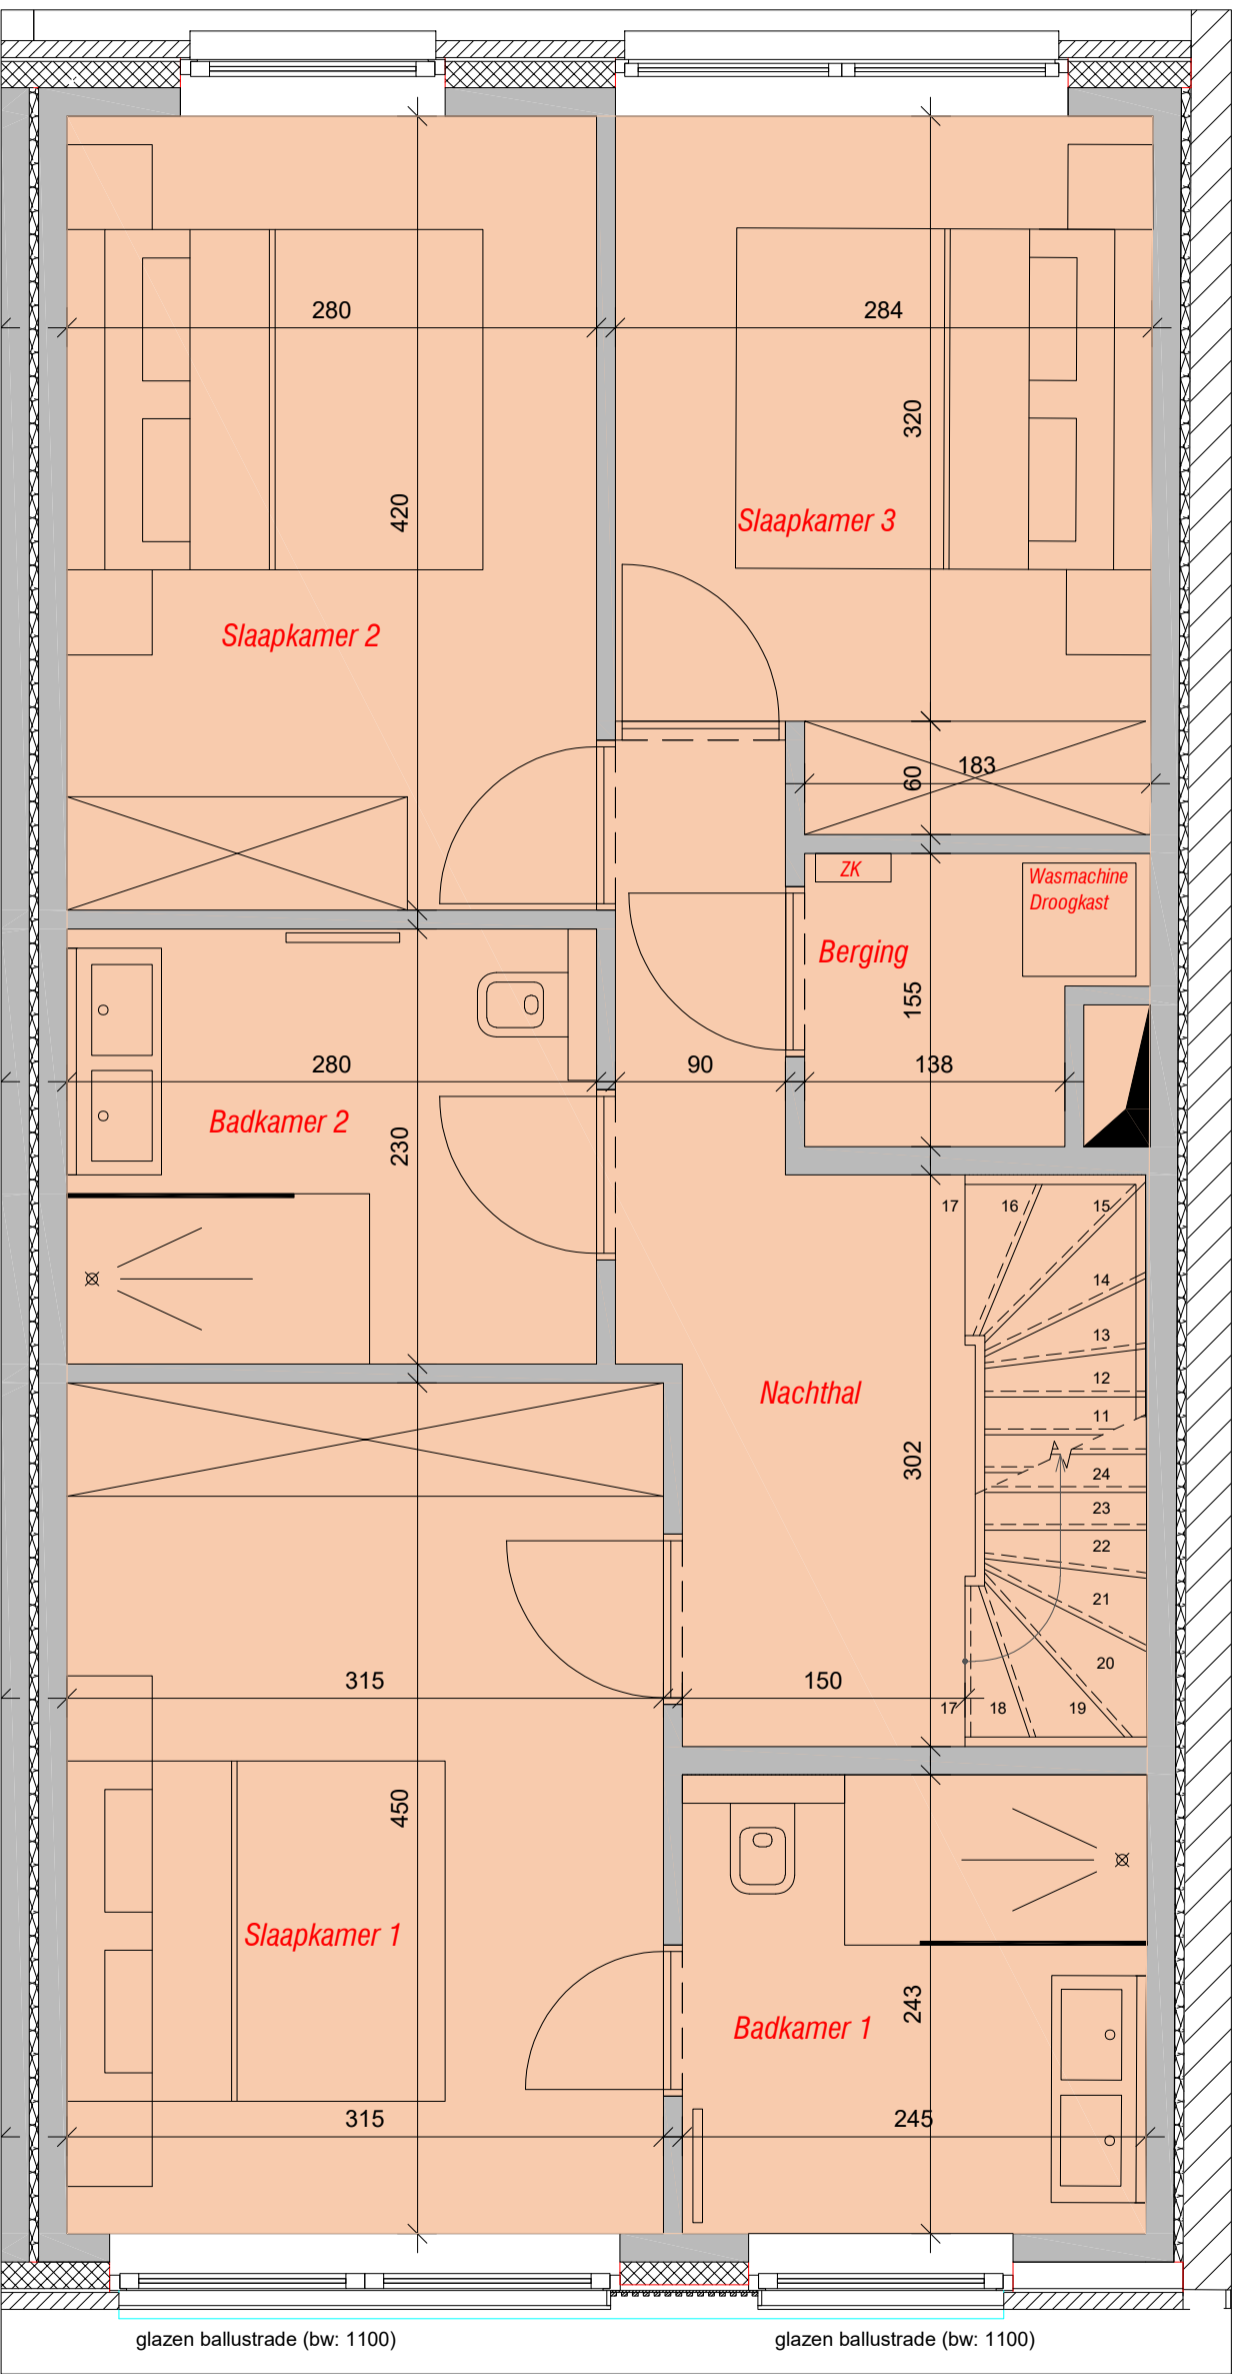 280
284
320
420
Slaapkamer 3
Slaapkamer 2
183
60
ZK
Wasmachine
Droogkast
Berging
155
280
90
138
Badkamer 2
230
17
16
15
14
13
12
11
24
23
22
21
20
19
18
17
Nachthal
302
315
150
450
Slaapkamer 1
Badkamer 1
243
315
245
glazen ballustrade (bw: 1100)
glazen ballustrade (bw: 1100)